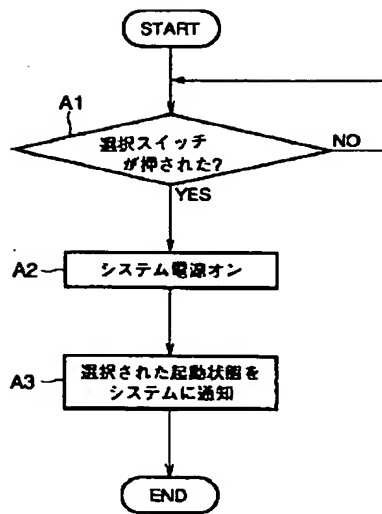 START
A1
選択スイッチ
が押された?
NO
YES
A2
システム電源オン
A3
選択された起動状態を
システムに通知
END